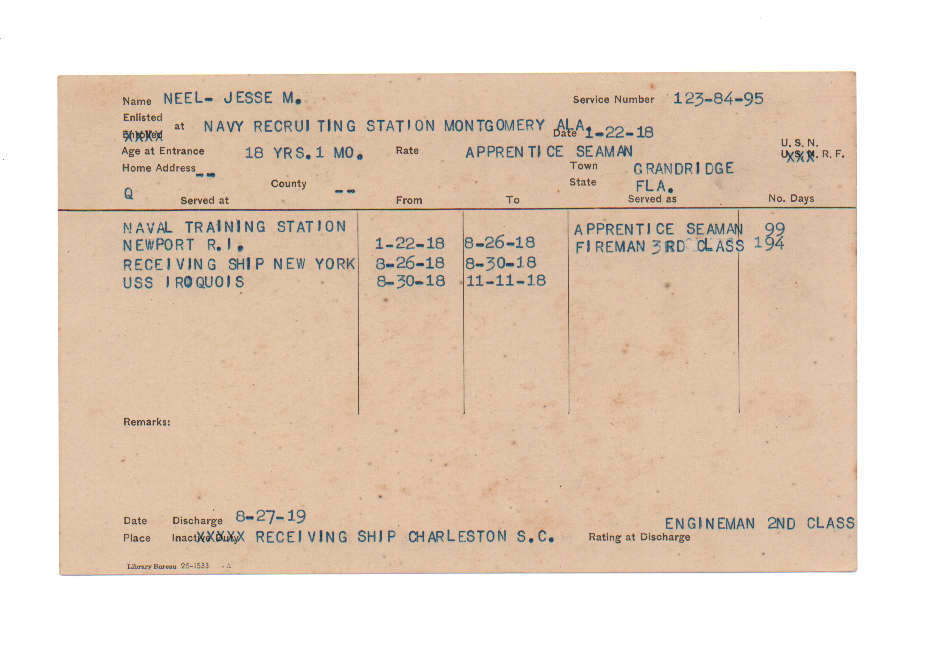 Name NEEL- JESSE M. Service Number 123-84-95
Enlisted
Enrolled at NAVY RECRUITING STATION MONTGOMERY ALA. Date 1-22-18
Age at Entrance 18 YRS.1 MO. Rate APPRENTICE SEAMAN U. S. N.
U. S. N. R. F.
Home Address -- Town GRANDRIDGE
Q County -- State FLA.
Served at From To Served as No. Days
NAVAL TRAINING STATION APPRENTICE SEAMAN 99
NEWPORT R.I. 1-22-18 8-26-18 FIREMAN 3RD CLASS 194
RECEIVING SHIP NEW YORK 8-26-18 8-30-18
USS IROQUOIS 8-30-18 11-11-18
Remarks:
Date Discharge 8-27-19 ENGINEMAN 2ND CLASS
Place Inactive Duty RECEIVING SHIP CHARLESTON S.C. Rating at Discharge
Library Bureau 26-1533 -A